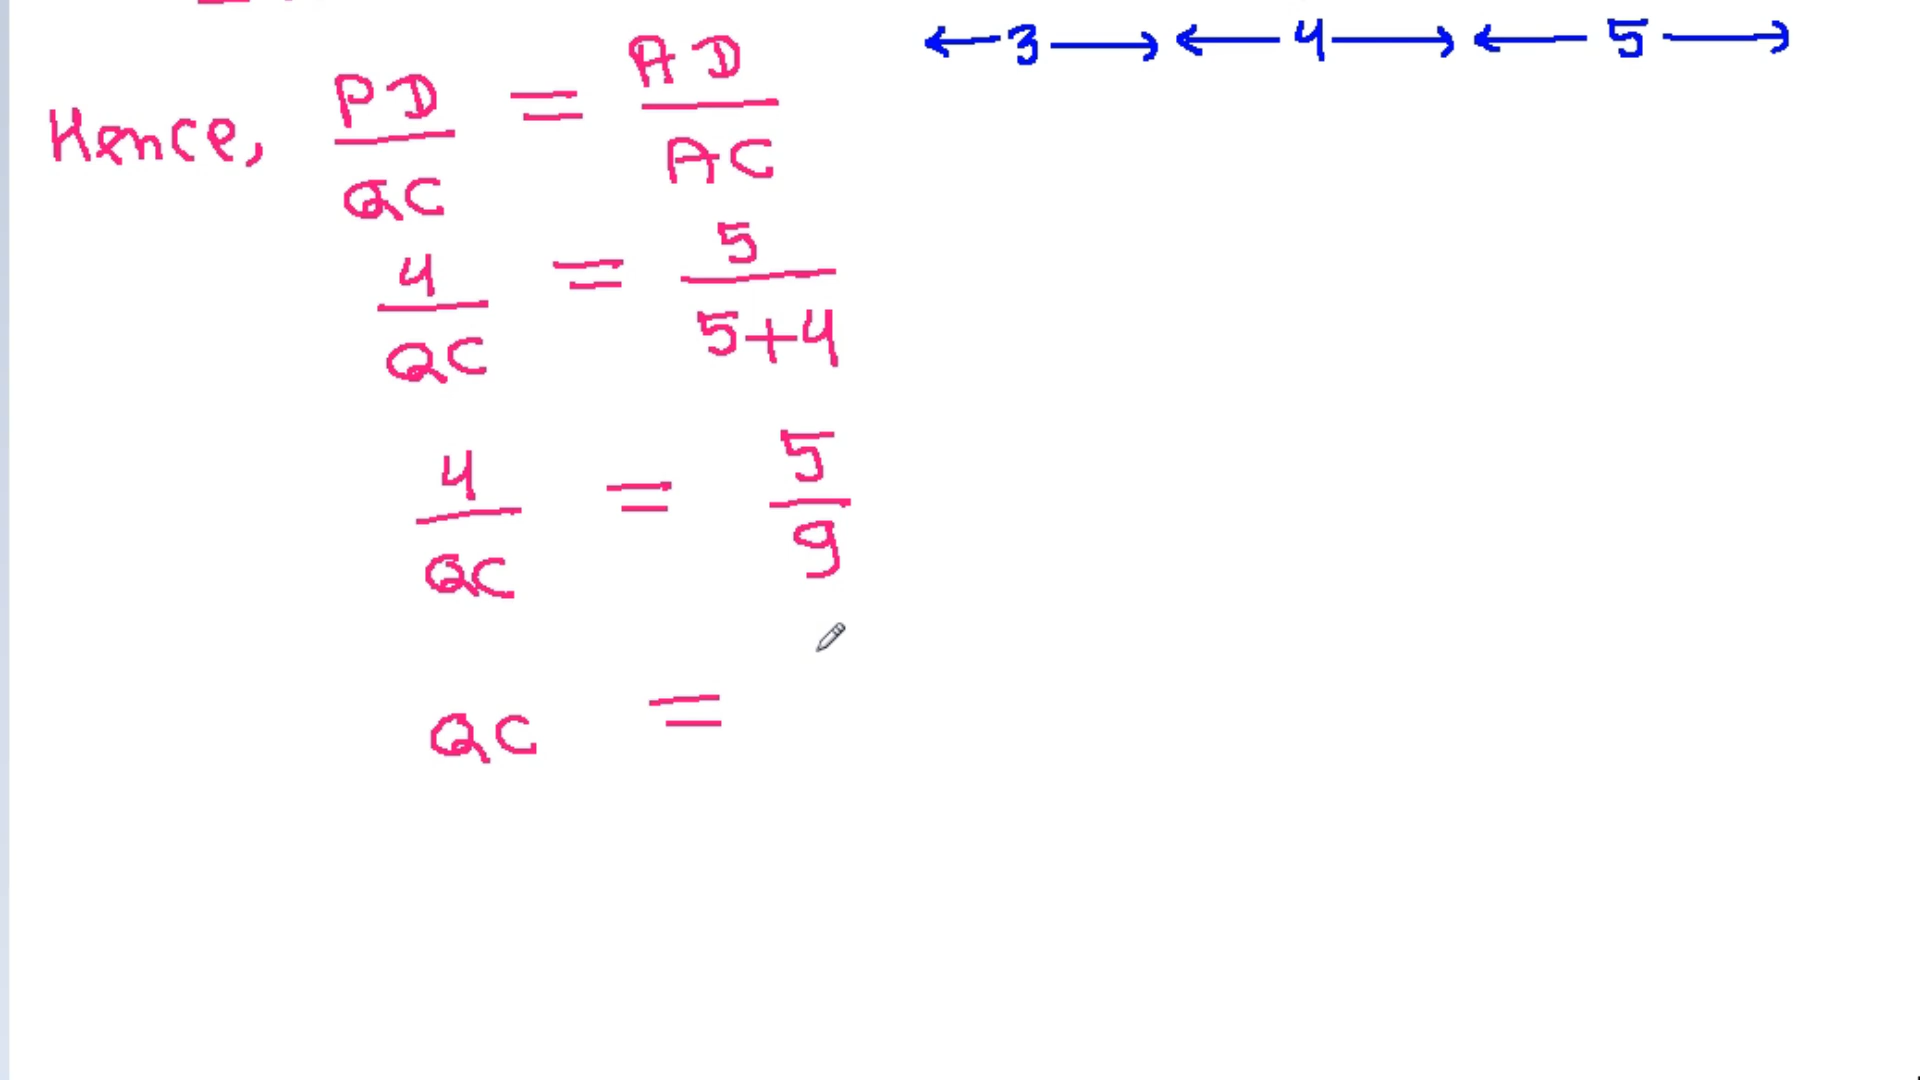 ←3→ ←4→ ←5→
Hence, PD/QC = AD/AC
4/QC = 5/5+4
4/QC = 5/9
QC =